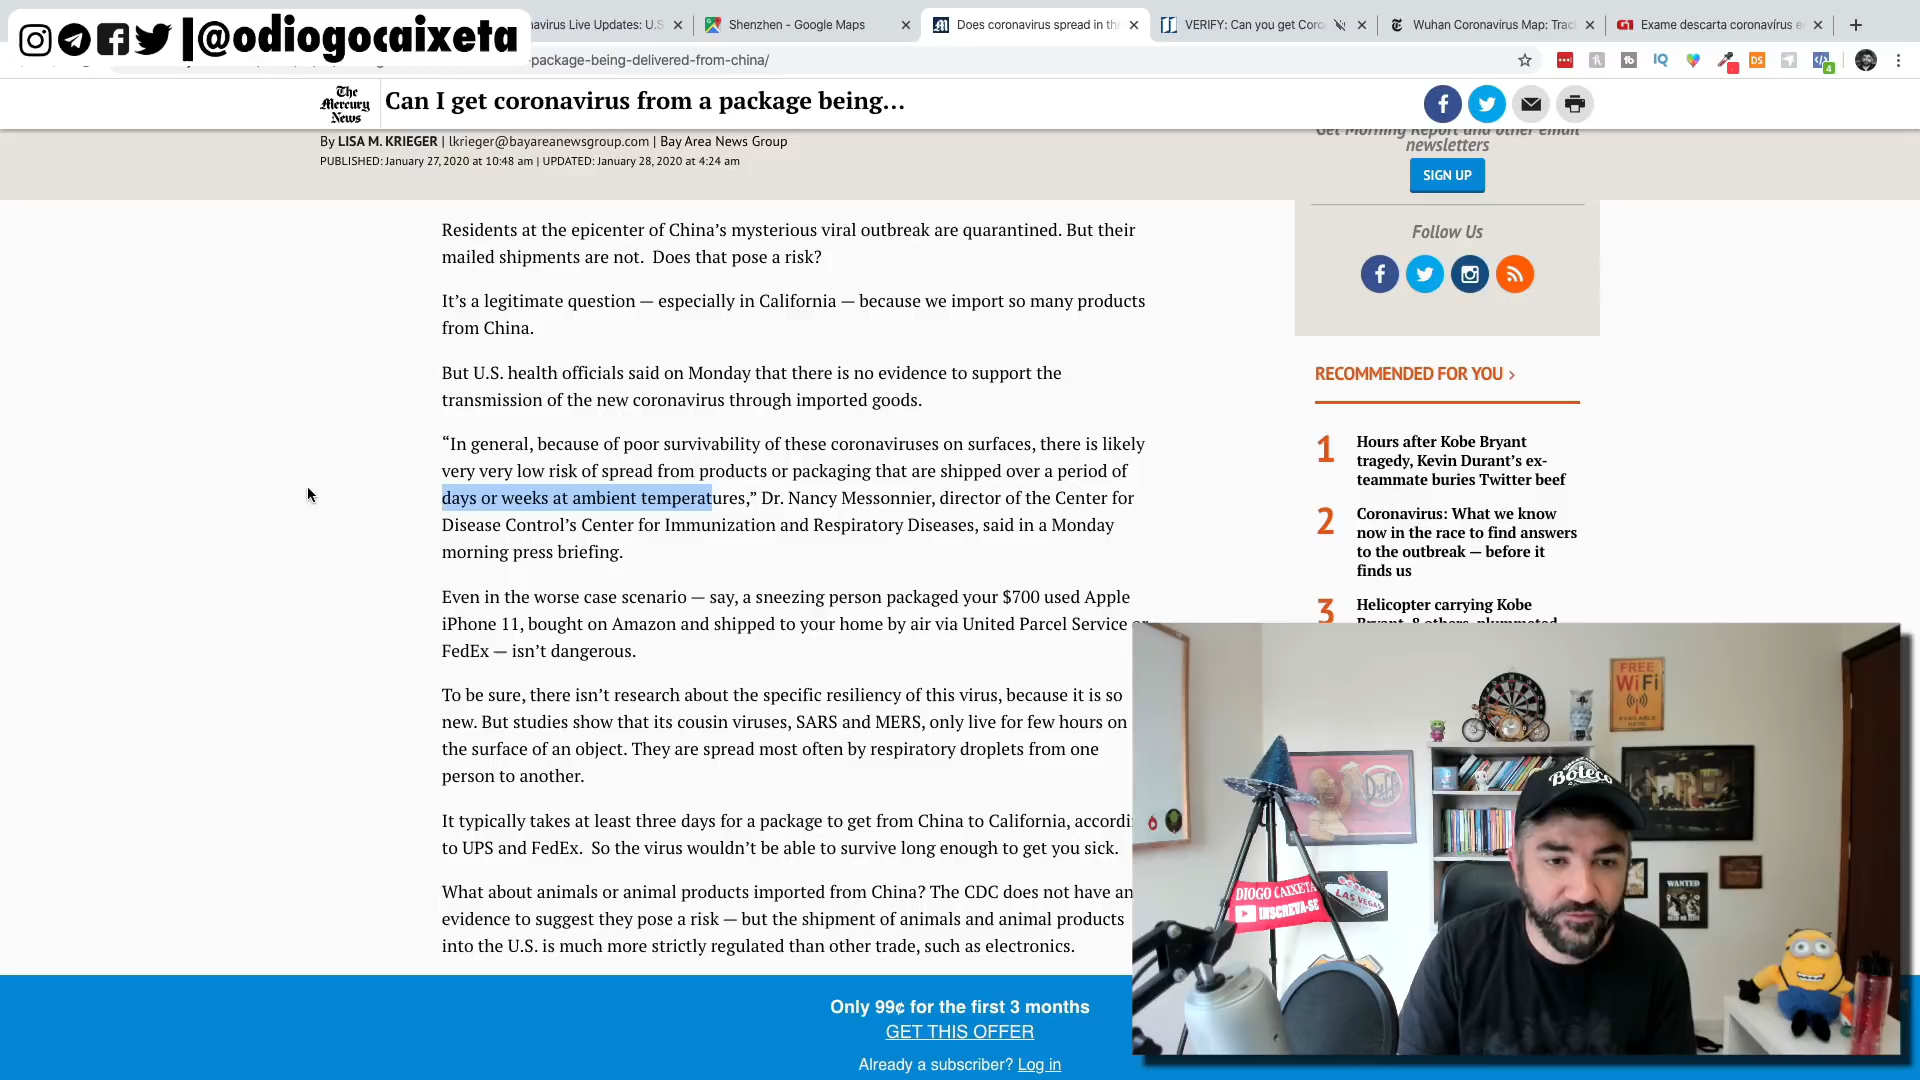 |@odiogocaixeta
navirus Live Updates: U.S
Shenzhen - Google Maps
Does coronavirus spread in th
VERIFY: Can you get Coro
Wuhan Coronavirus Map: Trac
Exame descarta coronavírus e
-package-being-delivered-from-china/
The
Mercury
News
Can I get coronavirus from a package being...
By LISA M. KRIEGER | lkrieger@bayareanewsgroup.com | Bay Area News Group
PUBLISHED: January 27, 2020 at 10:48 am | UPDATED: January 28, 2020 at 4:24 am
Get Morning Report and other email
newsletters
SIGN UP
Follow Us
Residents at the epicenter of China’s mysterious viral outbreak are quarantined. But their
mailed shipments are not.  Does that pose a risk?
It’s a legitimate question — especially in California — because we import so many products
from China.
But U.S. health officials said on Monday that there is no evidence to support the
transmission of the new coronavirus through imported goods.
“In general, because of poor survivability of these coronaviruses on surfaces, there is likely
very very low risk of spread from products or packaging that are shipped over a period of
days or weeks at ambient temperatures,” Dr. Nancy Messonnier, director of the Center for
Disease Control’s Center for Immunization and Respiratory Diseases, said in a Monday
morning press briefing.
Even in the worse case scenario — say, a sneezing person packaged your $700 used Apple
iPhone 11, bought on Amazon and shipped to your home by air via United Parcel Service or
FedEx — isn’t dangerous.
To be sure, there isn’t research about the specific resiliency of this virus, because it is so
new. But studies show that its cousin viruses, SARS and MERS, only live for few hours on
the surface of an object. They are spread most often by respiratory droplets from one
person to another.
It typically takes at least three days for a package to get from China to California, accordi
to UPS and FedEx.  So the virus wouldn’t be able to survive long enough to get you sick.
What about animals or animal products imported from China? The CDC does not have an
evidence to suggest they pose a risk — but the shipment of animals and animal products
into the U.S. is much more strictly regulated than other trade, such as electronics.
RECOMMENDED FOR YOU ›
1 Hours after Kobe Bryant
tragedy, Kevin Durant’s ex-
teammate buries Twitter beef
2 Coronavirus: What we know
now in the race to find answers
to the outbreak — before it
finds us
3 Helicopter carrying Kobe
Bryant, 8 others, plummeted
FREE
WiFi
AVAILABLE
HERE
Duff
Boteco
DIOGO CAIXETA
INSCREVA-SE
LAS VEGAS
WANTED
Only 99¢ for the first 3 months
GET THIS OFFER
Already a subscriber? Log in